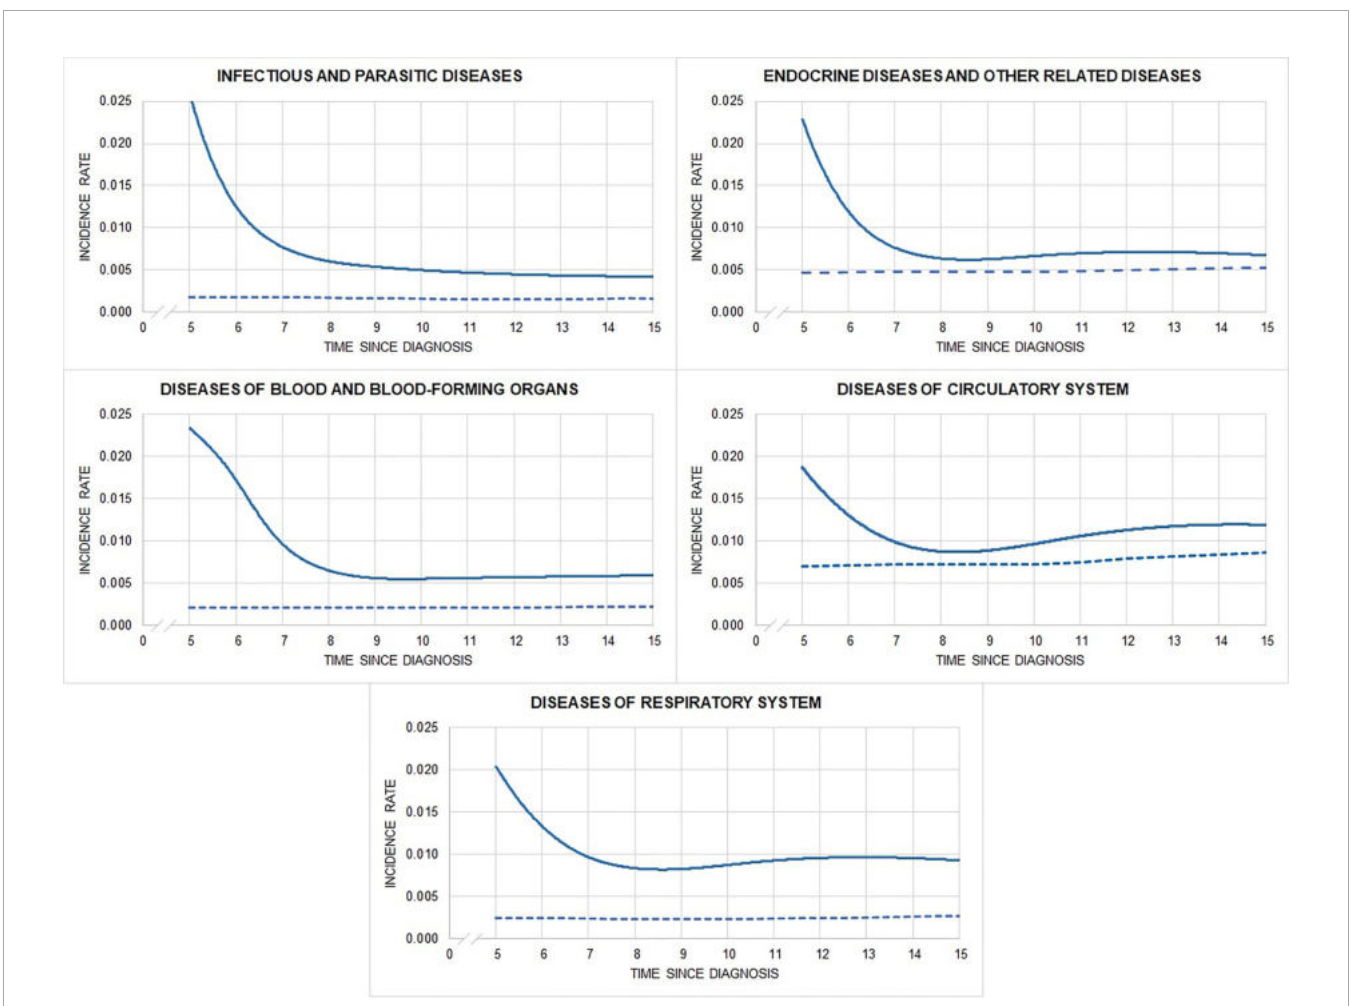 INFECTIOUS AND PARASITIC DISEASES
0.025
0.020
0.015
0.010
0.005
0.000
INCIDENCE RATE
0 5 6 7 8 9 10 11 12 13 14 15
TIME SINCE DIAGNOSIS
ENDOCRINE DISEASES AND OTHER RELATED DISEASES
0.025
0.020
0.015
0.010
0.005
0.000
INCIDENCE RATE
0 5 6 7 8 9 10 11 12 13 14 15
TIME SINCE DIAGNOSIS
DISEASES OF BLOOD AND BLOOD-FORMING ORGANS
0.025
0.020
0.015
0.010
0.005
0.000
INCIDENCE RATE
0 5 6 7 8 9 10 11 12 13 14 15
TIME SINCE DIAGNOSIS
DISEASES OF CIRCULATORY SYSTEM
0.025
0.020
0.015
0.010
0.005
0.000
INCIDENCE RATE
0 5 6 7 8 9 10 11 12 13 14 15
TIME SINCE DIAGNOSIS
DISEASES OF RESPIRATORY SYSTEM
0.025
0.020
0.015
0.010
0.005
0.000
INCIDENCE RATE
0 5 6 7 8 9 10 11 12 13 14 15
TIME SINCE DIAGNOSIS